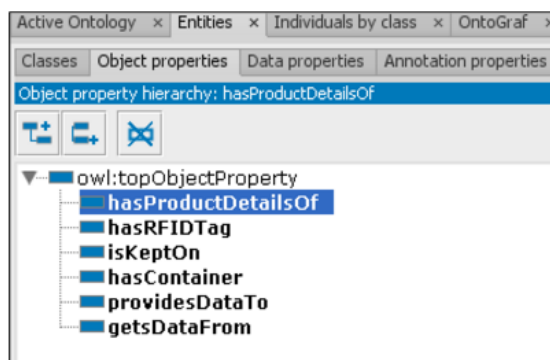 Active Ontology × Entities × Individuals by class × OntoGraf ×
Classes Object properties Data properties Annotation properties
Object property hierarchy: hasProductDetailsOf
owl:topObjectProperty
hasProductDetailsOf
hasRFIDTag
isKeptOn
hasContainer
providesDataTo
getsDataFrom